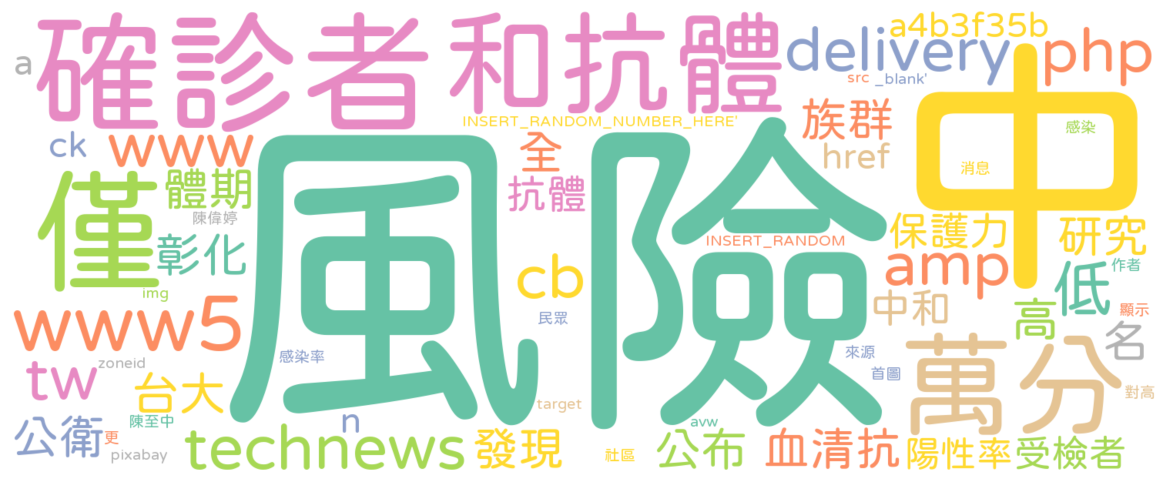 a4b3f35b
確診者
和抗體
delivery
php
a
src
_blank'
INSERT_RANDOM_NUMBER_HERE'
族群
中
感染
ck
www
全
href
風險
消息
體期
抗體
僅
陳偉婷
保護力
研究
彰化
INSERT_RANDOM
amp
低
作者
cb
img
中和
高
顯示
www5
民眾
名
感染率
來源
萬分
zoneid
tw
首圖
台大
target
對高
陳至中
n
avw
公衛
更
technews
發現
公布
血清抗
陽性率
受檢者
pixabay
社區